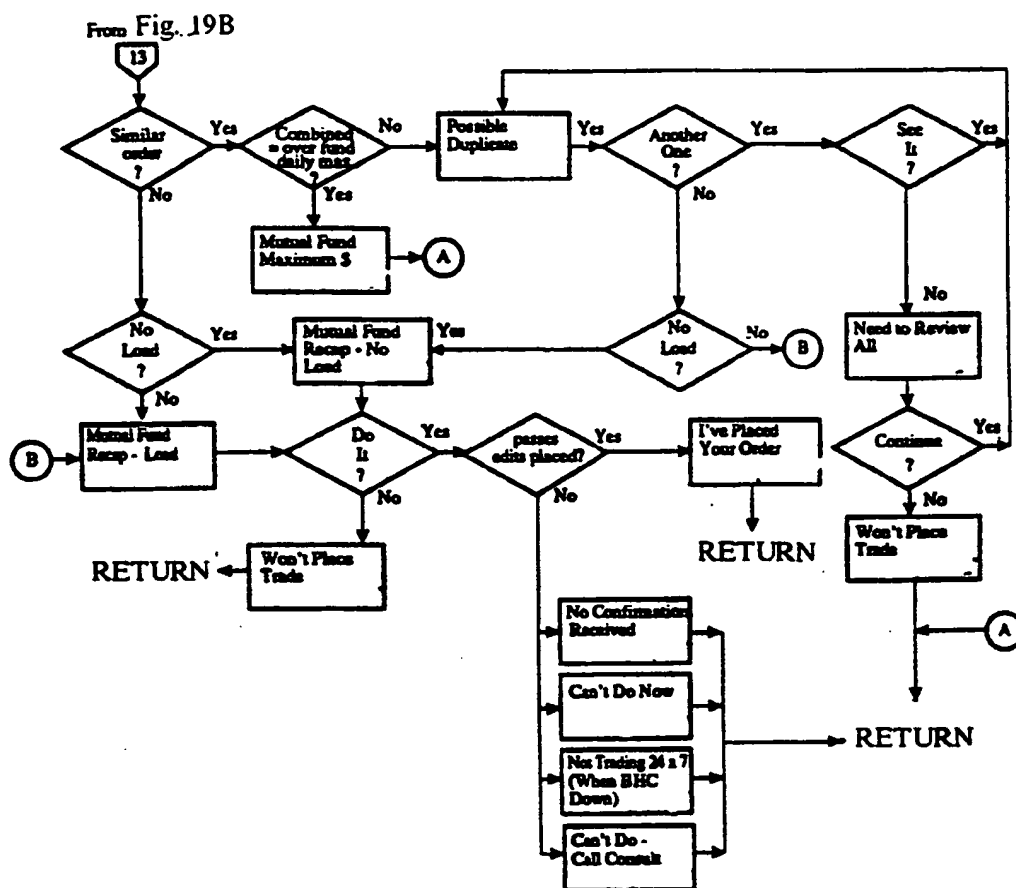 From Fig. 19B
13
Similar
order
?
Yes
No
Combined
= over fund
daily max
?
No
Yes
Possible
Duplicate
Yes
Another
One
?
Yes
No
See
It
?
Yes
No
Mutual Fund
Maximum $
A
No
Load
?
Yes
No
Mutual Fund
Recap - No
Load
Yes
No
Load
?
No
B
Need to Review
All
B
Mutual Fund
Recap - Load
Do
It
?
Yes
No
passes
edits placed?
Yes
No
I've Placed
Your Order
Continue
?
Yes
No
RETURN
Won't Place
Trade
RETURN
Won't Place
Trade
No Confirmation
Received
A
Can't Do Now
RETURN
Not Trading 24 x 7
(When BHC
Down)
Can't Do -
Call Consult